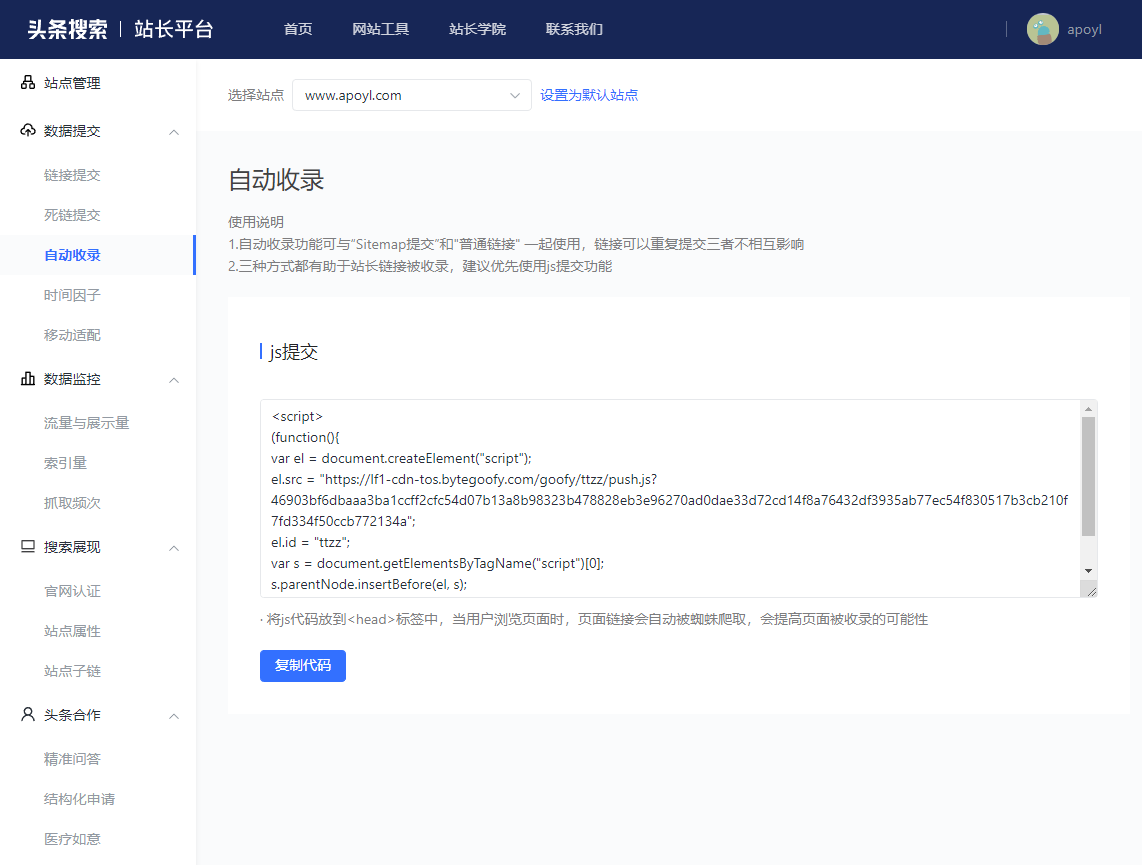 头条搜索 | 站长平台
首页 网站工具 站长学院 联系我们
apoyl
站点管理
数据提交
链接提交
死链提交
自动收录
时间因子
移动适配
数据监控
流量与展示量
索引量
抓取频次
搜索展现
官网认证
站点属性
站点子链
头条合作
精准问答
结构化申请
医疗如意
选择站点 www.apoyl.com 设置为默认站点
自动收录
使用说明
1.自动收录功能可与“Sitemap提交”和"普通链接" 一起使用，链接可以重复提交三者不相互影响
2.三种方式都有助于站长链接被收录，建议优先使用js提交功能
js提交
<script>
(function(){
var el = document.createElement("script");
el.src = "https://lf1-cdn-tos.bytegoofy.com/goofy/ttzz/push.js?
46903bf6dbaaa3ba1ccff2cfc54d07b13a8b98323b478828eb3e96270ad0dae33d72cd14f8a76432df3935ab77ec54f830517b3cb210f
7fd334f50ccb772134a";
el.id = "ttzz";
var s = document.getElementsByTagName("script")[0];
s.parentNode.insertBefore(el, s);
· 将js代码放到<head>标签中，当用户浏览页面时，页面链接会自动被蜘蛛爬取，会提高页面被收录的可能性
复制代码